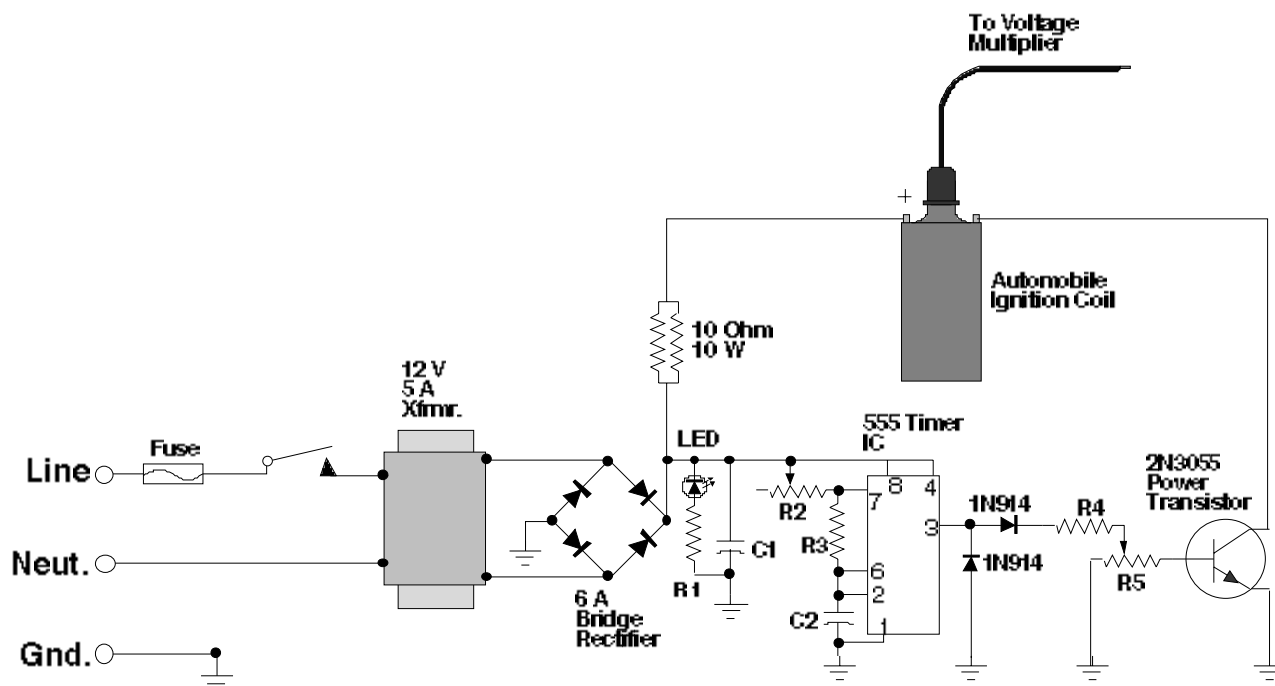 To Voltage
Multiplier
+
Automobile
Ignition Coil
10 Ohm
10 W
12 V
5 A
Xfrmr.
555 Timer
IC
Fuse
LED
2N3055
Power
Transistor
Line
8
4
7
R2
1N914
R4
3
R3
C1
Neut.
6
1N914
R5
R1
2
6 A
Bridge
Rectifier
C2
1
Gnd.